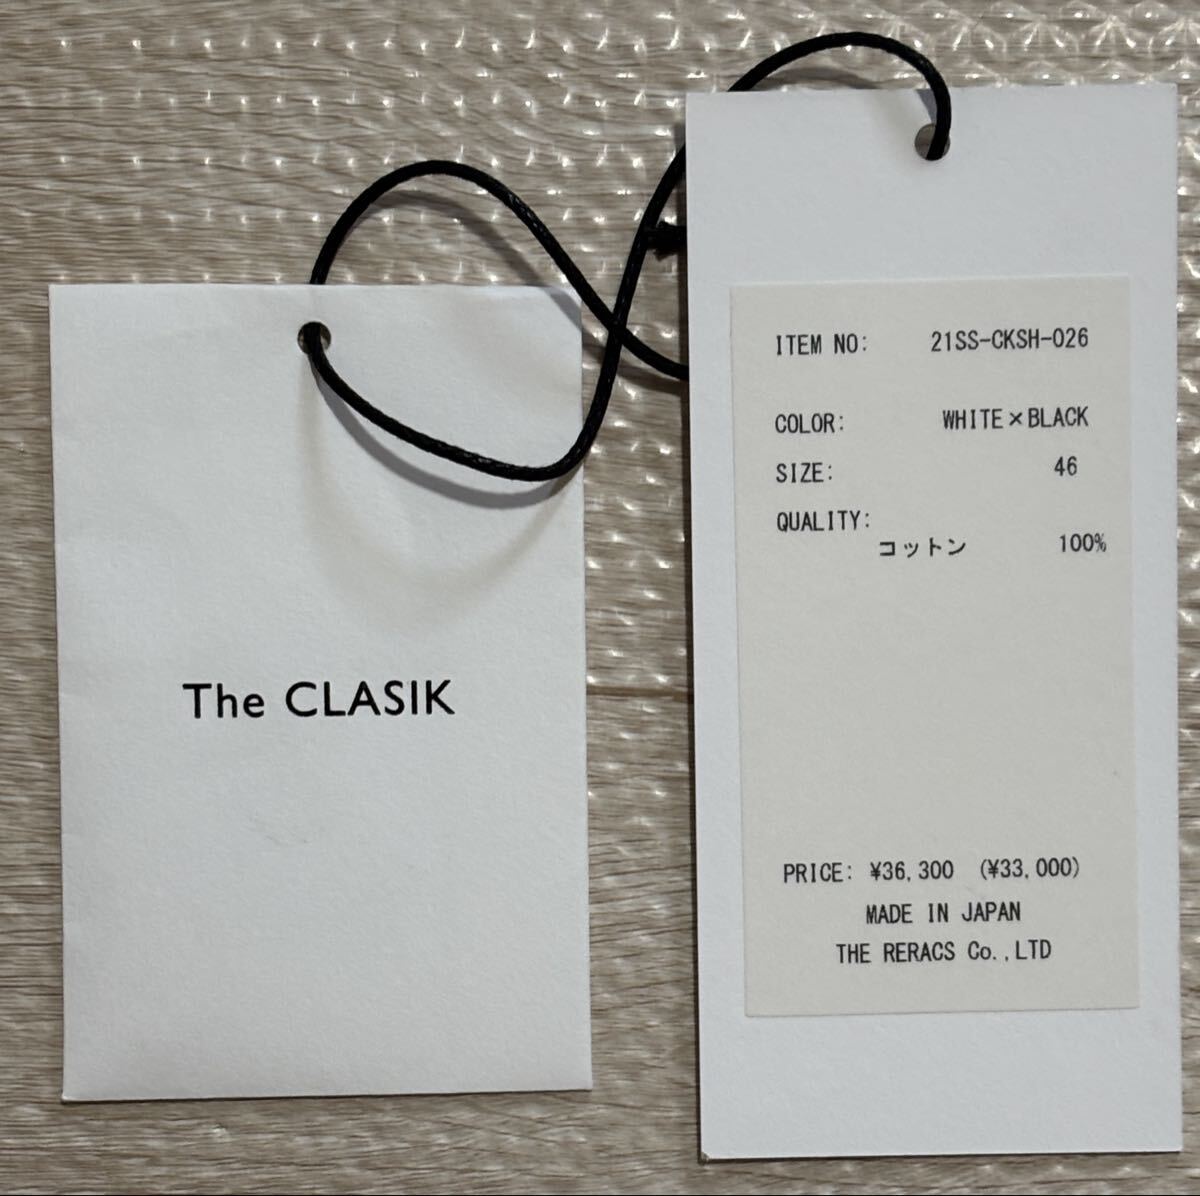 The CLASIK
ITEM NO: 21SS-CKSH-026
COLOR: WHITE×BLACK
SIZE: 46
QUALITY:
コットン 100%
PRICE: ¥36,300 (¥33,000)
MADE IN JAPAN
THE RERACS Co.,LTD